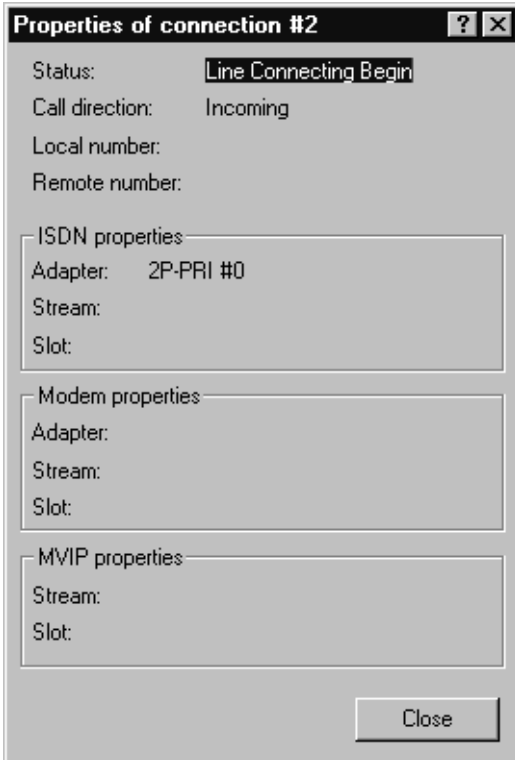 Properties of connection #2
Status: Line Connecting Begin
Call direction: Incoming
Local number:
Remote number:
ISDN properties
Adapter: 2P-PRI #0
Stream:
Slot:
Modem properties
Adapter:
Stream:
Slot:
MVIP properties
Stream:
Slot:
Close